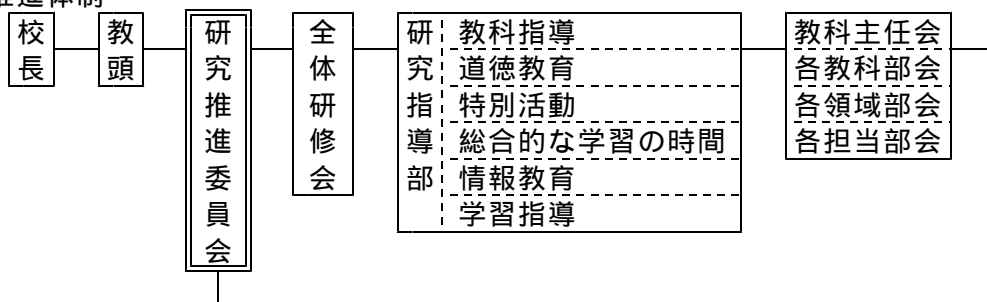 校長
教頭
研究推進委員会
全体研修会
研究指導部
教科指導
道徳教育
特別活動
総合的な学習の時間
情報教育
学習指導
教科主任会
各教科部会
各領域部会
各担当部会